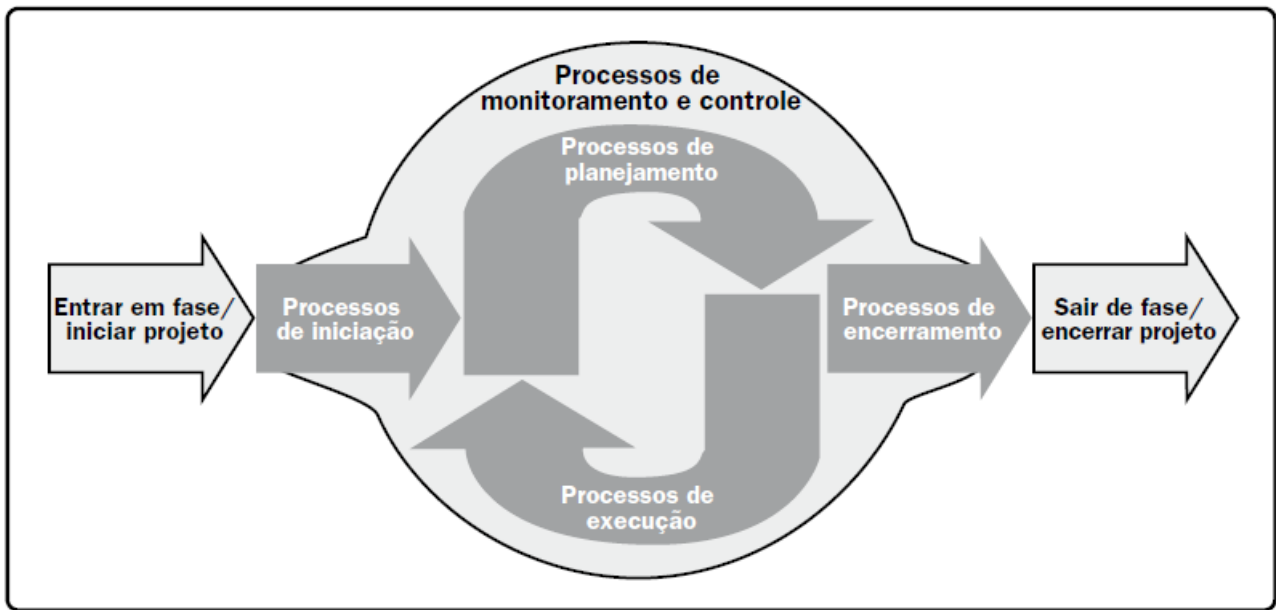 Processos de
monitoramento e controle
Processos de
planejamento
Entrar em fase/
iniciar projeto
Processos
de iniciação
Processos de
encerramento
Sair de fase/
encerrar projeto
Processos de
execução